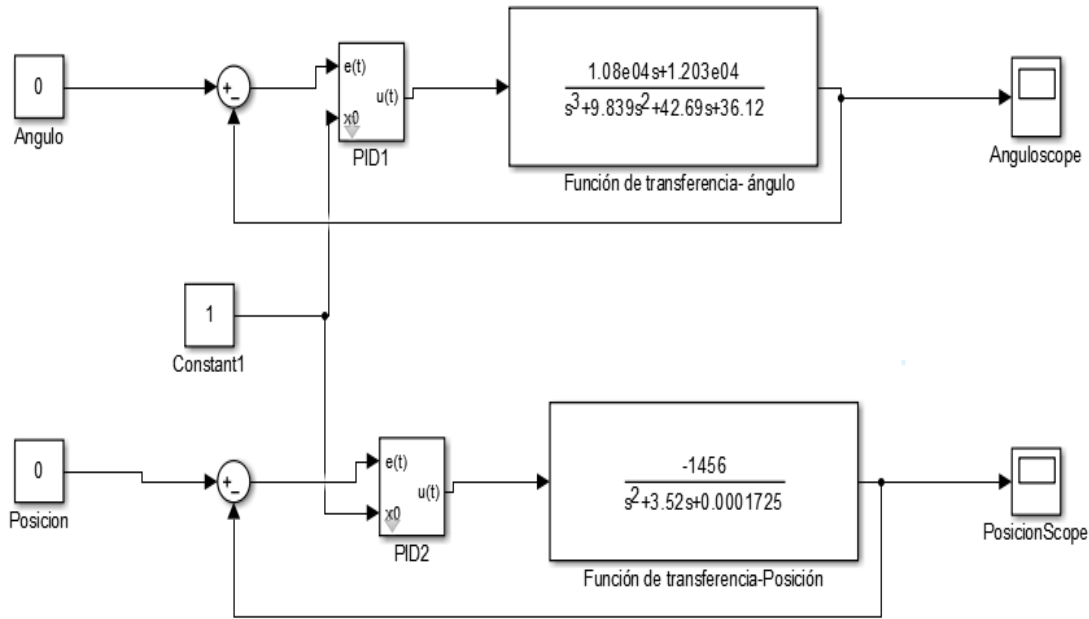 0
Angulo
+
-
e(t)
x0
u(t)
PID1
1.08e04s+1.203e04
s³+9.839s²+42.69s+36.12
Función de transferencia- ángulo
Anguloscope
1
Constant1
0
Posicion
+
-
e(t)
x0
u(t)
PID2
-1456
s²+3.52s+0.0001725
Función de transferencia-Posición
PosicionScope